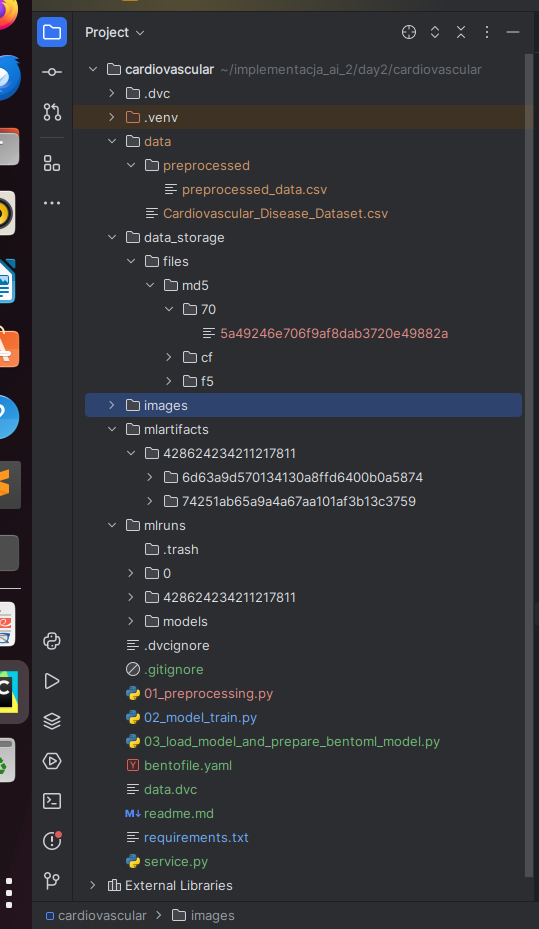 Project
cardiovascular ~/implementacja_ai_2/day2/cardiovascular
.dvc
.venv
data
preprocessed
preprocessed_data.csv
Cardiovascular_Disease_Dataset.csv
data_storage
files
md5
70
5a49246e706f9af8dab3720e49882a
cf
f5
images
mlartifacts
428624234211217811
6d63a9d570134130a8ffd6400b0a5874
74251ab65a9a4a67aa101af3b13c3759
mlruns
.trash
0
428624234211217811
models
.dvcignore
.gitignore
01_preprocessing.py
02_model_train.py
03_load_model_and_prepare_bentoml_model.py
Y bentofile.yaml
data.dvc
M↓ readme.md
requirements.txt
service.py
External Libraries
cardiovascular > images